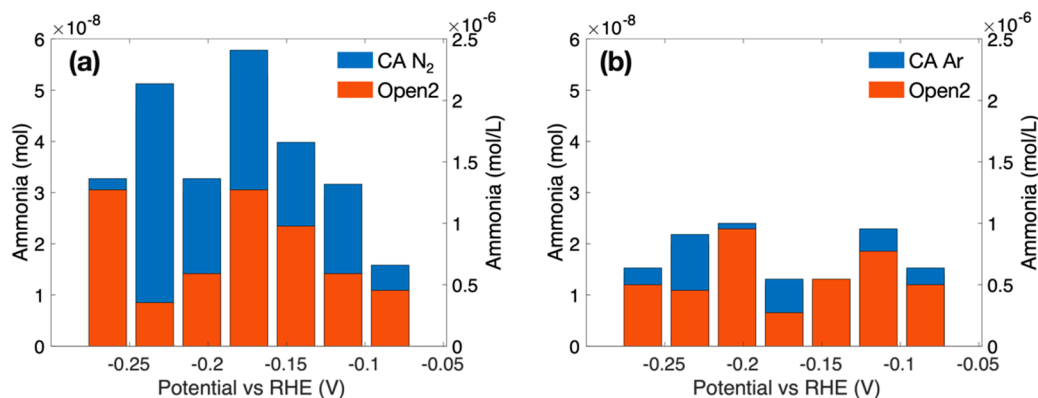 ×10⁻⁸
×10⁻⁶
(a)
CA N₂
Open2
6
5
4
3
2
1
0
Ammonia (mol)
2.5
2
1.5
1
0.5
0
Ammonia (mol/L)
-0.25 -0.2 -0.15 -0.1 -0.05
Potential vs RHE (V)
×10⁻⁸
×10⁻⁶
(b)
CA Ar
Open2
6
5
4
3
2
1
0
Ammonia (mol)
2.5
2
1.5
1
0.5
0
Ammonia (mol/L)
-0.25 -0.2 -0.15 -0.1 -0.05
Potential vs RHE (V)